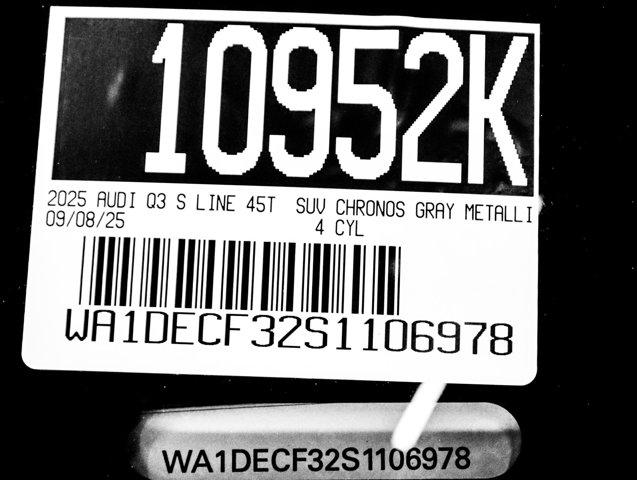 10952K
2025 AUDI Q3 S LINE 45T SUV CHRONOS GRAY METALLI
09/08/25 4 CYL
WA1DECF32S1106978
WA1DECF32S1106978